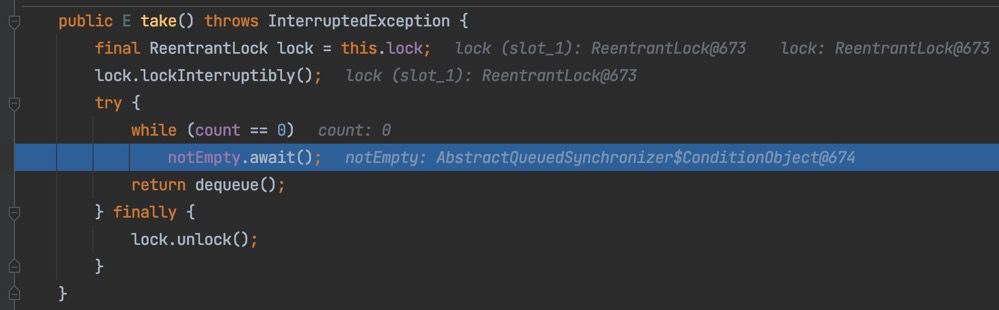 public E take() throws InterruptedException {
final ReentrantLock lock = this.lock; lock (slot_1): ReentrantLock@673 lock: ReentrantLock@673
lock.lockInterruptibly(); lock (slot_1): ReentrantLock@673
try {
while (count == 0) count: 0
notEmpty.await(); notEmpty: AbstractQueuedSynchronizer$ConditionObject@674
return dequeue();
} finally {
lock.unlock();
}
}